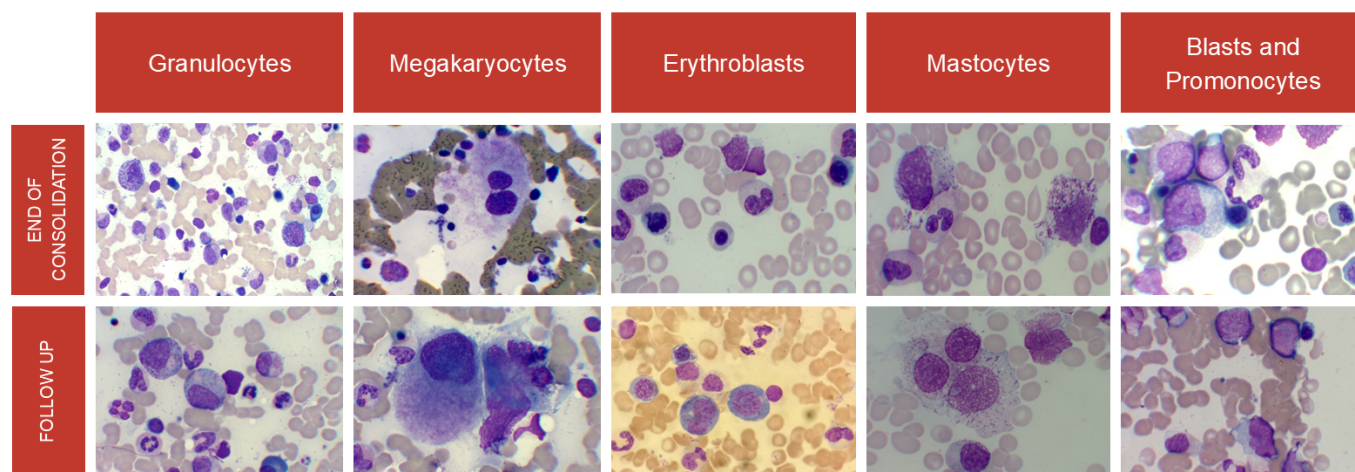 Granulocytes
Megakaryocytes
Erythroblasts
Mastocytes
Blasts and
Promonocytes
END OF
CONSOLIDATION
FOLLOW UP